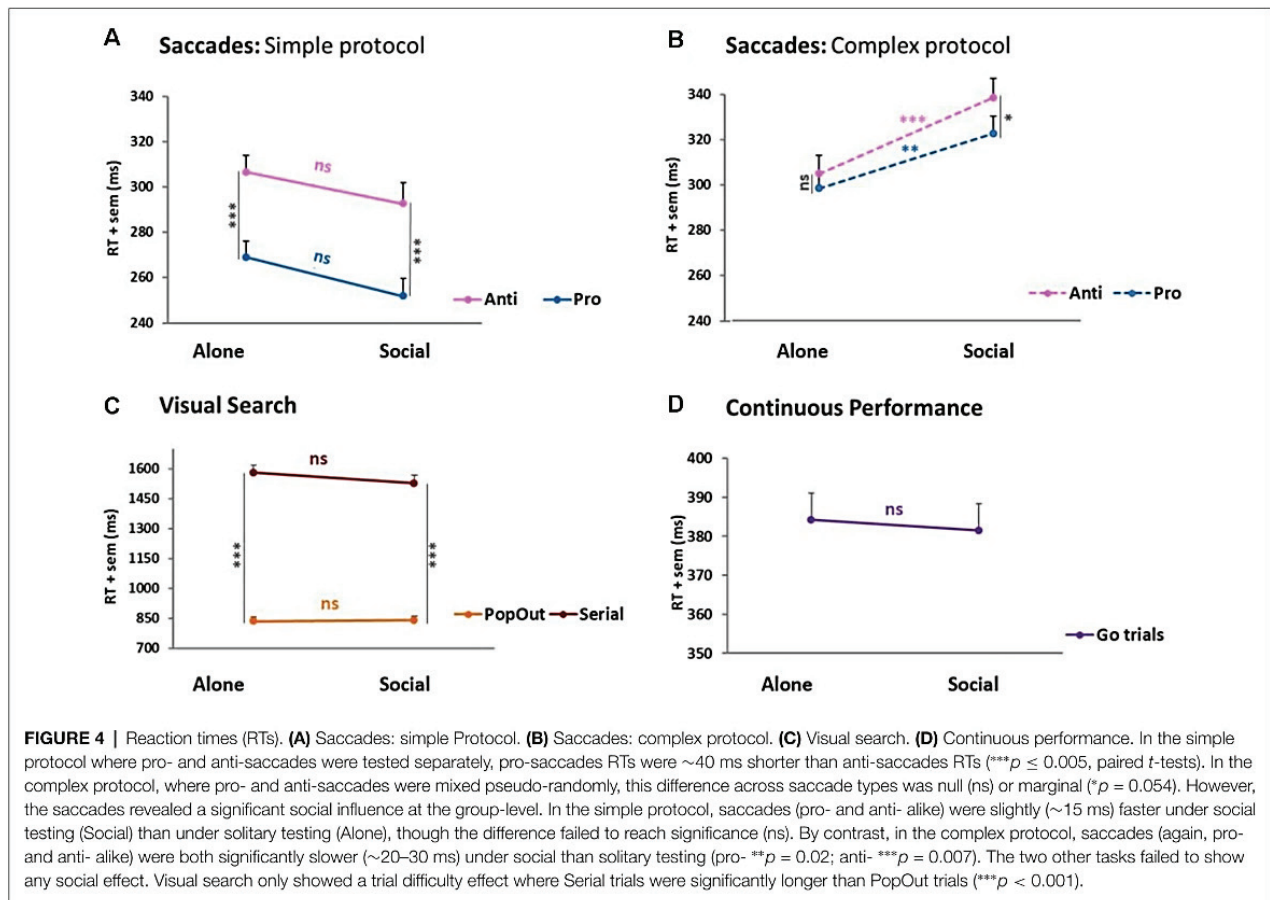 A Saccades: Simple protocol
340
320
300
280
260
240
RT + sem (ms)
ns
ns
***
***
Anti Pro
Alone Social
B Saccades: Complex protocol
340
320
300
280
260
240
RT + sem (ms)
***
**
*
ns
Anti Pro
Alone Social
C Visual Search
1600
1450
1300
1150
1000
850
700
RT + sem (ms)
ns
ns
***
***
PopOut Serial
Alone Social
D Continuous Performance
400
390
380
370
360
350
RT + sem (ms)
ns
Go trials
Alone Social
FIGURE 4 | Reaction times (RTs). (A) Saccades: simple Protocol. (B) Saccades: complex protocol. (C) Visual search. (D) Continuous performance. In the simple
protocol where pro- and anti-saccades were tested separately, pro-saccades RTs were ∼40 ms shorter than anti-saccades RTs (***p ≤ 0.005, paired t-tests). In the
complex protocol, where pro- and anti-saccades were mixed pseudo-randomly, this difference across saccade types was null (ns) or marginal (*p = 0.054). However,
the saccades revealed a significant social influence at the group-level. In the simple protocol, saccades (pro- and anti- alike) were slightly (∼15 ms) faster under social
testing (Social) than under solitary testing (Alone), though the difference failed to reach significance (ns). By contrast, in the complex protocol, saccades (again, pro-
and anti- alike) were both significantly slower (∼20–30 ms) under social than solitary testing (pro- **p = 0.02; anti- ***p = 0.007). The two other tasks failed to show
any social effect. Visual search only showed a trial difficulty effect where Serial trials were significantly longer than PopOut trials (***p < 0.001).